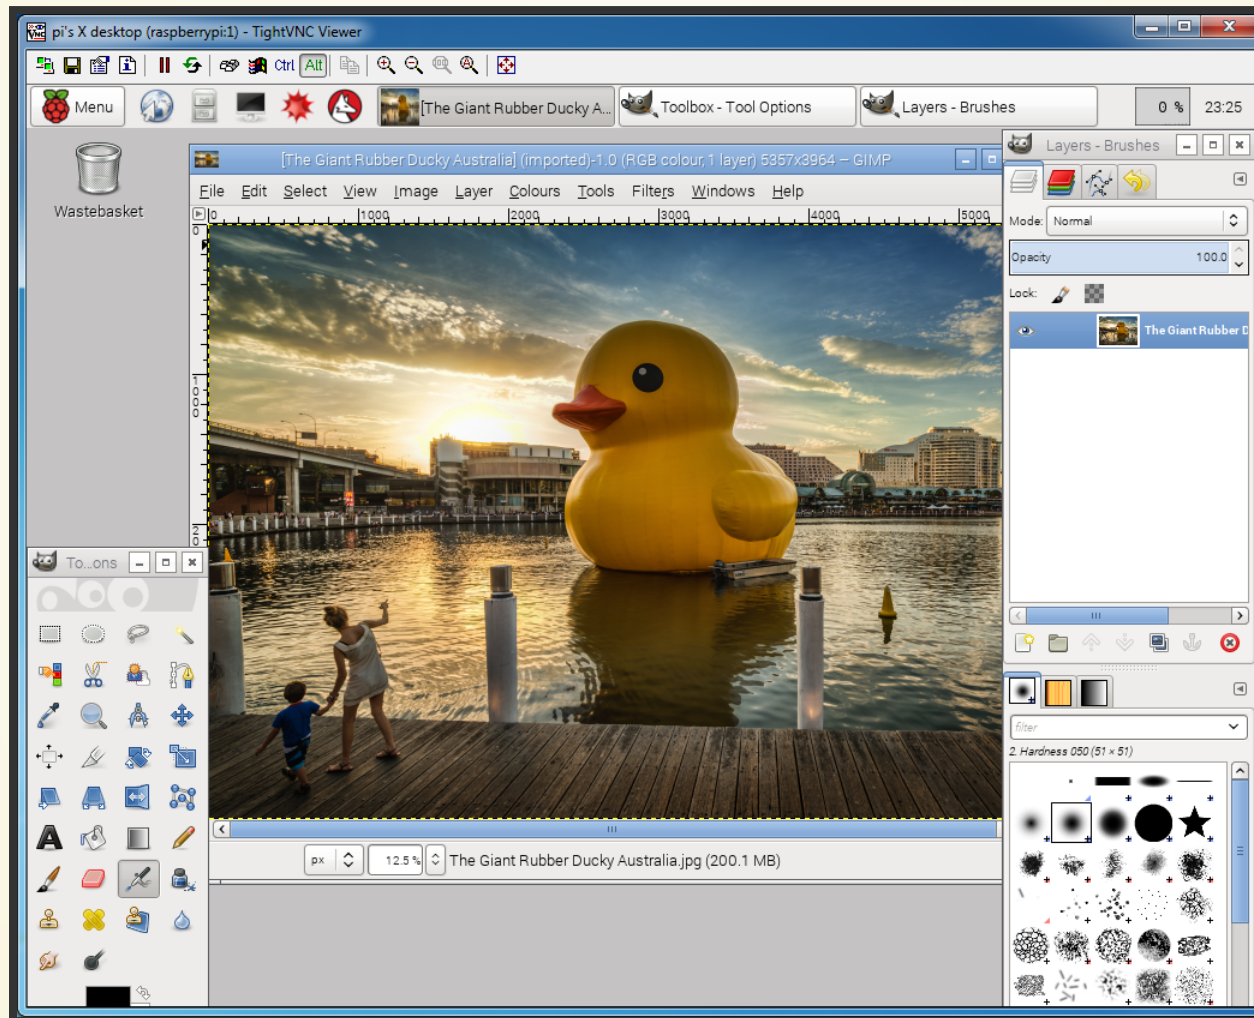 pi's X desktop (raspberrypi:1) - TightVNC Viewer
Ctrl Alt
Menu [The Giant Rubber Ducky A... Toolbox - Tool Options Layers - Brushes 0 % 23:25
Wastebasket
[The Giant Rubber Ducky Australia] (imported)-1.0 (RGB colour, 1 layer) 5357x3964 – GIMP
File Edit Select View Image Layer Colours Tools Filters Windows Help
0 1000 2000 3000 4000 5000
0
1000
20
px 12.5 % The Giant Rubber Ducky Australia.jpg (200.1 MB)
To...ons
Layers - Brushes
Mode: Normal
Opacity 100.0
Lock:
The Giant Rubber D
filter
2. Hardness 050 (51 × 51)